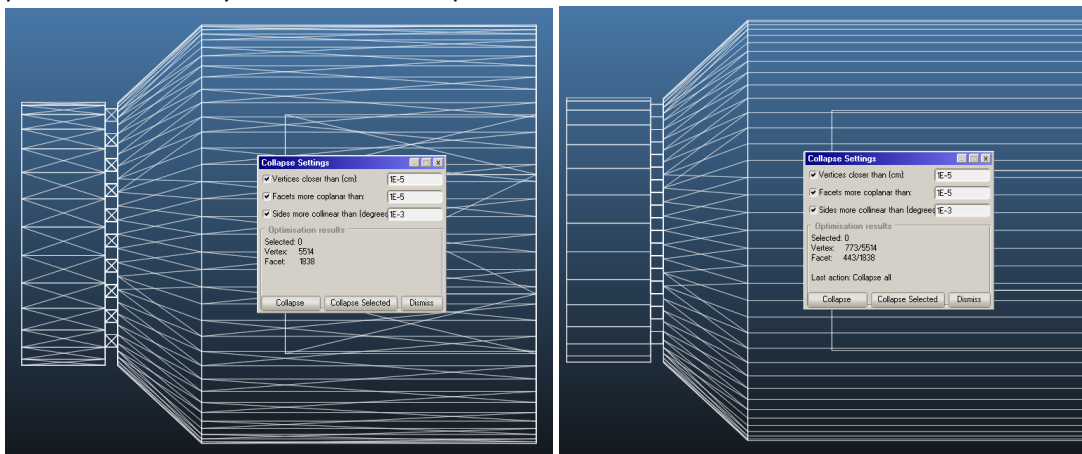 Collapse Settings
Vertices closer than (cm): 1E-5
Facets more coplanar than: 1E-5
Sides more collinear than (degrees 1E-3
Optimisation results
Selected: 0
Vertex: 5514
Facet: 1838
Collapse Collapse Selected Dismiss
Collapse Settings
Vertices closer than (cm): 1E-5
Facets more coplanar than: 1E-5
Sides more collinear than (degrees 1E-3
Optimisation results
Selected: 0
Vertex: 773/5514
Facet: 443/1838
Last action: Collapse all
Collapse Collapse Selected Dismiss